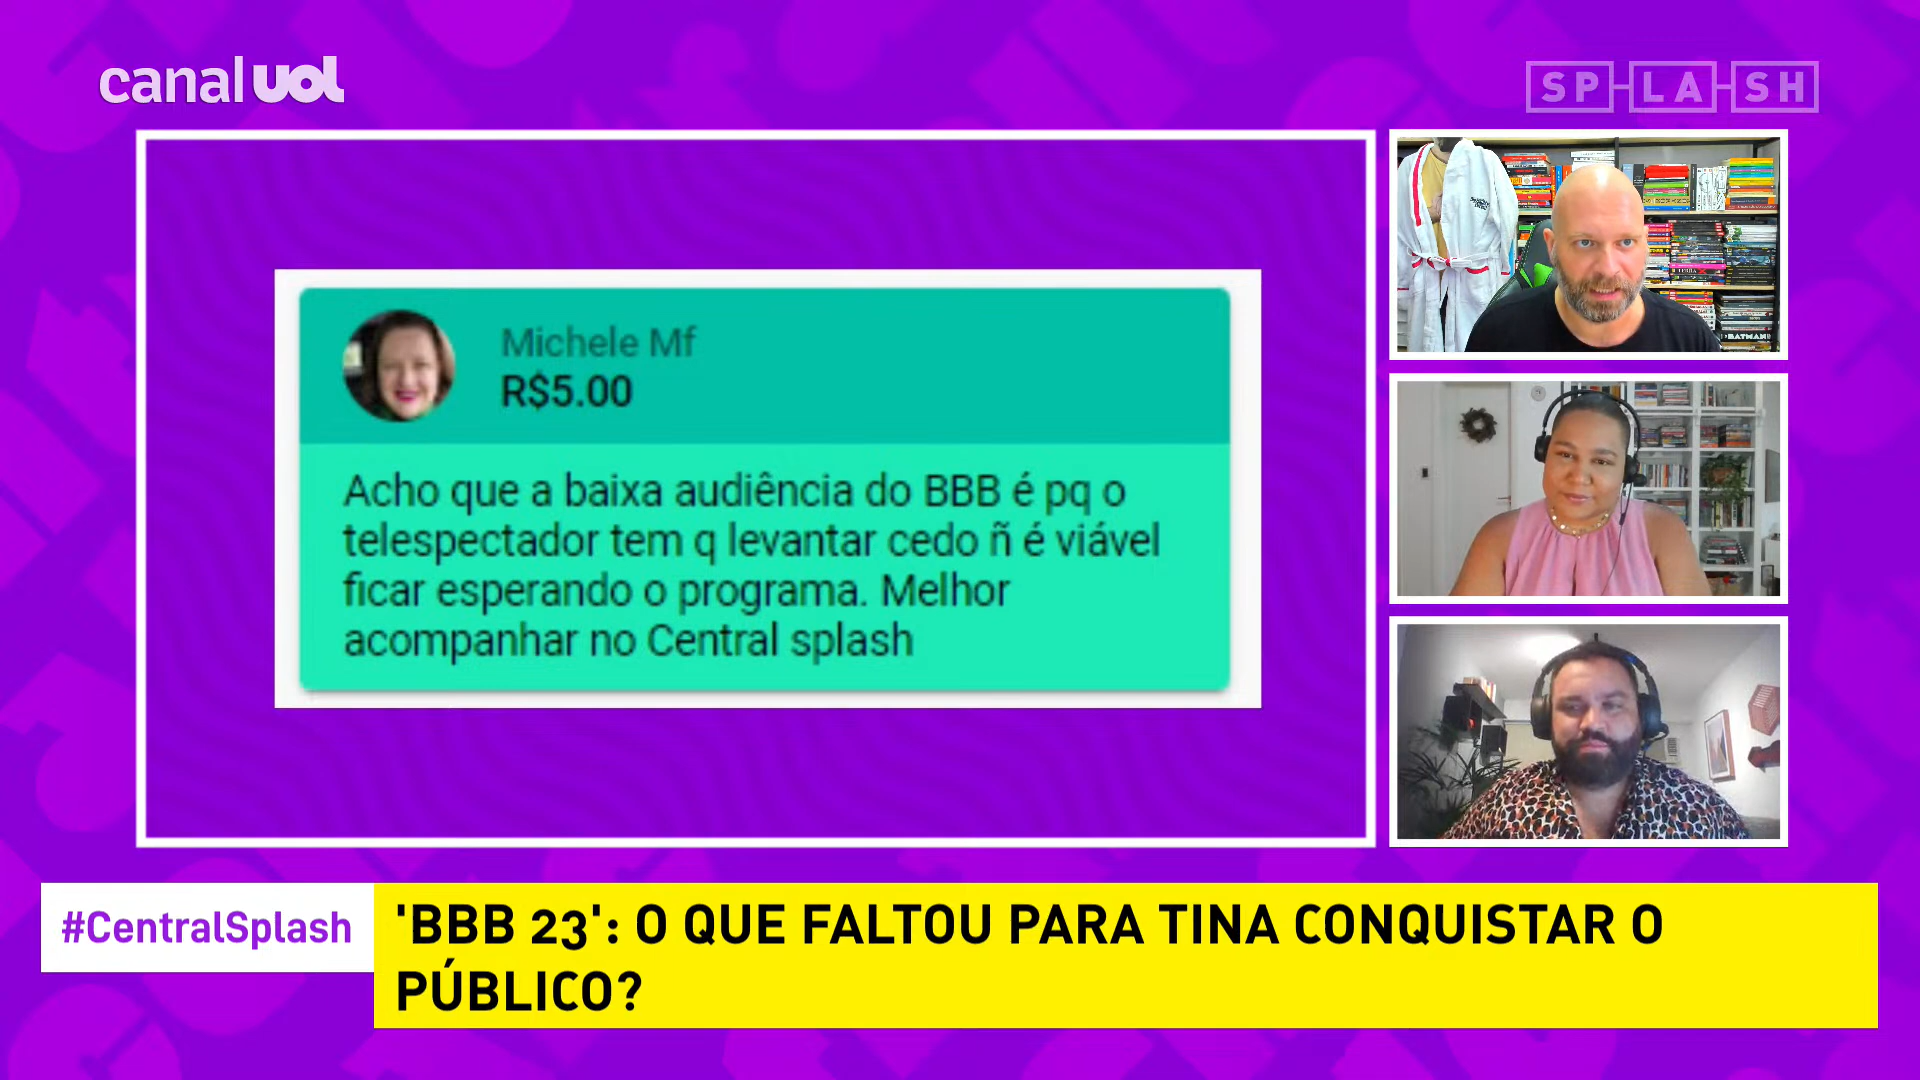 canal uol
SPLASH
Michele Mf
R$5.00
Acho que a baixa audiência do BBB é pq o
telespectador tem q levantar cedo ñ é viável
ficar esperando o programa. Melhor
acompanhar no Central splash
BATMAN
#CentralSplash
'BBB 23': O QUE FALTOU PARA TINA CONQUISTAR O
PÚBLICO?